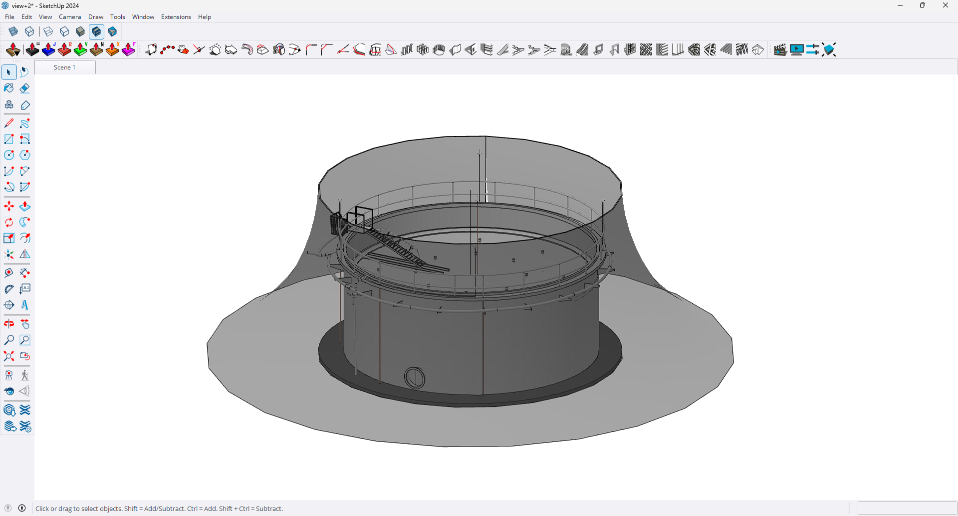 view+2* - SketchUp 2024
File Edit View Camera Draw Tools Window Extensions Help
Scene 1
Click or drag to select objects. Shift = Add/Subtract. Ctrl = Add. Shift + Ctrl = Subtract.